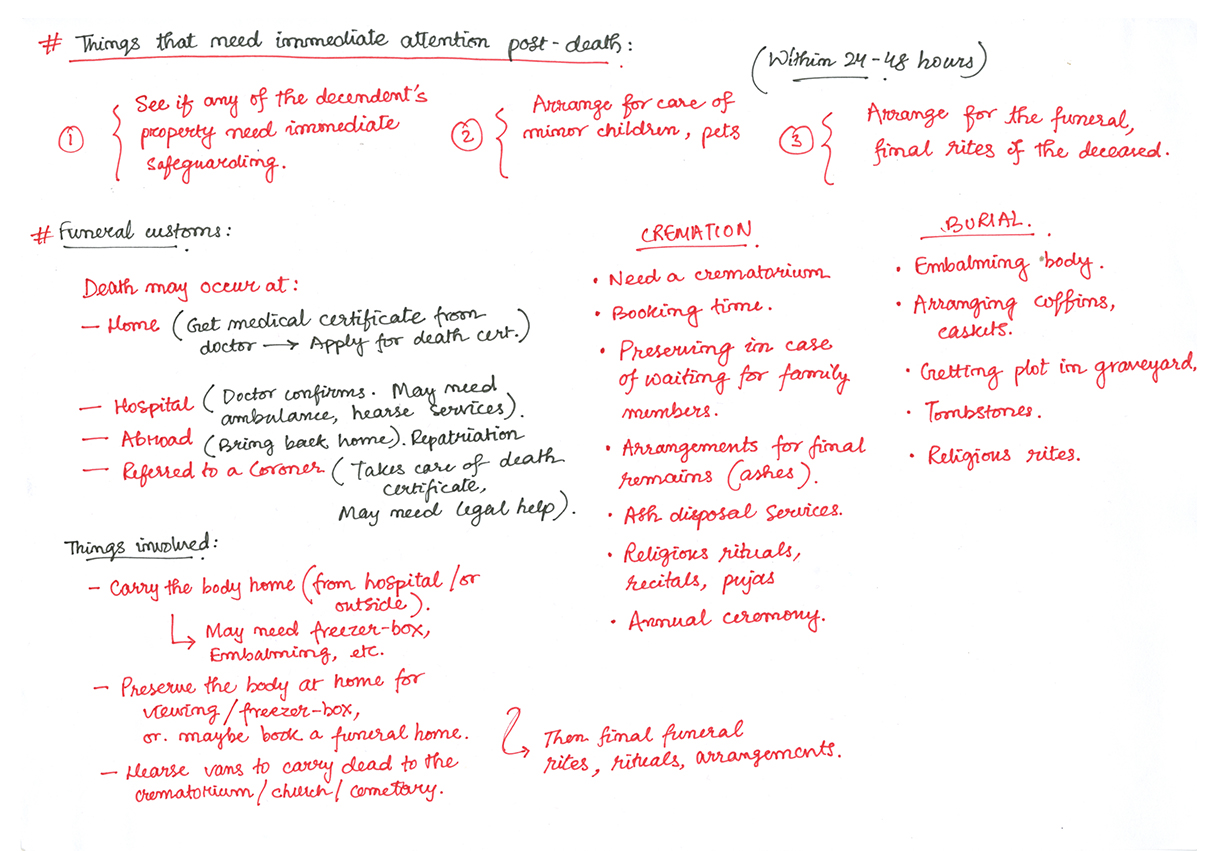 # Things that need immediate attention post-death:
(Within 24-48 hours)
① See if any of the decendent's
property need immediate
safeguarding.
② Arrange for care of
minor children, pets
③ Arrange for the funeral,
final rites of the deceased.
# Funeral customs:
Death may occur at:
— Home (Get medical certificate from
doctor → Apply for death cert.)
— Hospital (Doctor confirms. May need
ambulance, hearse services).
— Abroad (Bring back home). Repatriation
— Referred to a Coroner (Takes care of death
certificate,
May need legal help).
Things involved:
– Carry the body home (from hospital /or
outside).
↳ May need freezer-box,
Embalming, etc.
– Preserve the body at home for
viewing/freezer-box,
or. maybe book a funeral home.
– Hearse vans to carry dead to the
crematorium/church/cemetary.
→ Then final funeral
rites, rituals, arrangements.
CREMATION.
• Need a crematorium
• Booking time.
• Preserving in case
of waiting for family
members.
• Arrangements for final
remains (ashes).
• Ash disposal services.
• Religious rituals,
recitals, pujas
• Annual ceremony.
BURIAL.
• Embalming body.
• Arranging coffins,
caskets.
• Getting plot in graveyard,
• Tombstones.
• Religious rites.